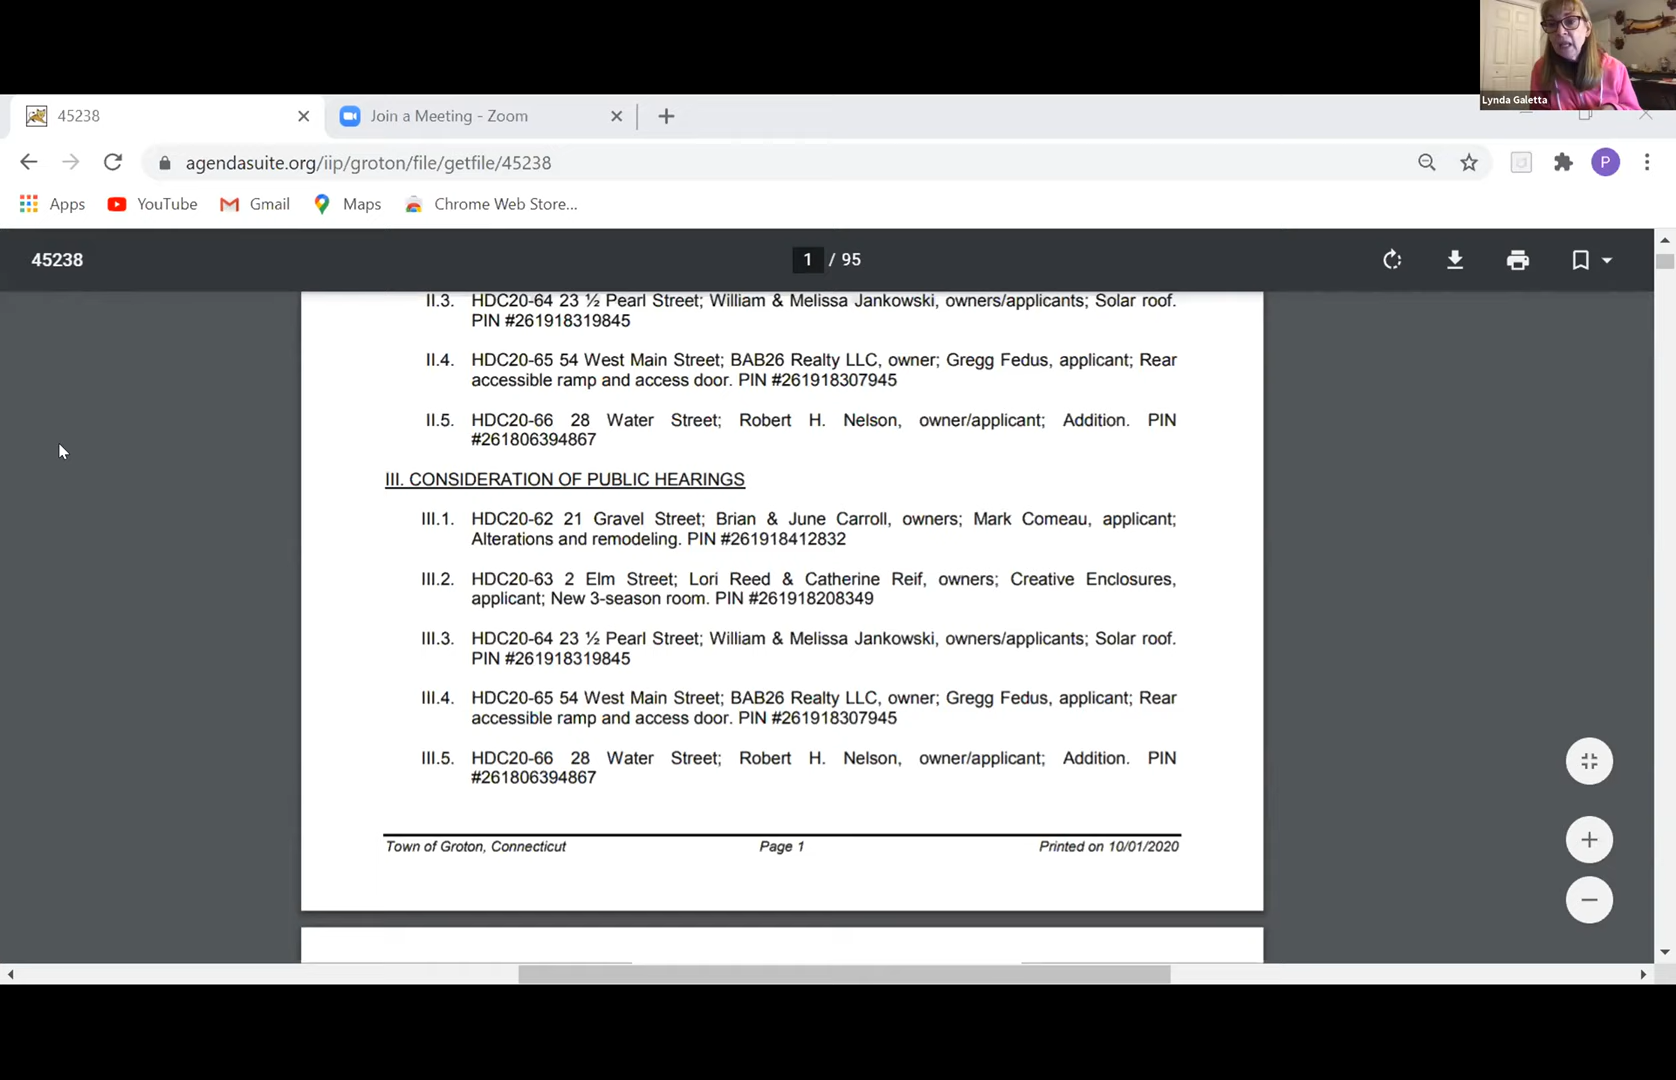 Lynda Galetta
45238
Join a Meeting - Zoom
agendasuite.org/iip/groton/file/getfile/45238
P
Apps
YouTube
Gmail
Maps
Chrome Web Store...
45238
1 / 95
II.3. HDC20-64 23 ½ Pearl Street; William & Melissa Jankowski, owners/applicants; Solar roof.
PIN #261918319845
II.4. HDC20-65 54 West Main Street; BAB26 Realty LLC, owner; Gregg Fedus, applicant; Rear
accessible ramp and access door. PIN #261918307945
II.5. HDC20-66 28 Water Street; Robert H. Nelson, owner/applicant; Addition. PIN
#261806394867
III. CONSIDERATION OF PUBLIC HEARINGS
III.1. HDC20-62 21 Gravel Street; Brian & June Carroll, owners; Mark Comeau, applicant;
Alterations and remodeling. PIN #261918412832
III.2. HDC20-63 2 Elm Street; Lori Reed & Catherine Reif, owners; Creative Enclosures,
applicant; New 3-season room. PIN #261918208349
III.3. HDC20-64 23 ½ Pearl Street; William & Melissa Jankowski, owners/applicants; Solar roof.
PIN #261918319845
III.4. HDC20-65 54 West Main Street; BAB26 Realty LLC, owner; Gregg Fedus, applicant; Rear
accessible ramp and access door. PIN #261918307945
III.5. HDC20-66 28 Water Street; Robert H. Nelson, owner/applicant; Addition. PIN
#261806394867
Town of Groton, Connecticut Page 1 Printed on 10/01/2020